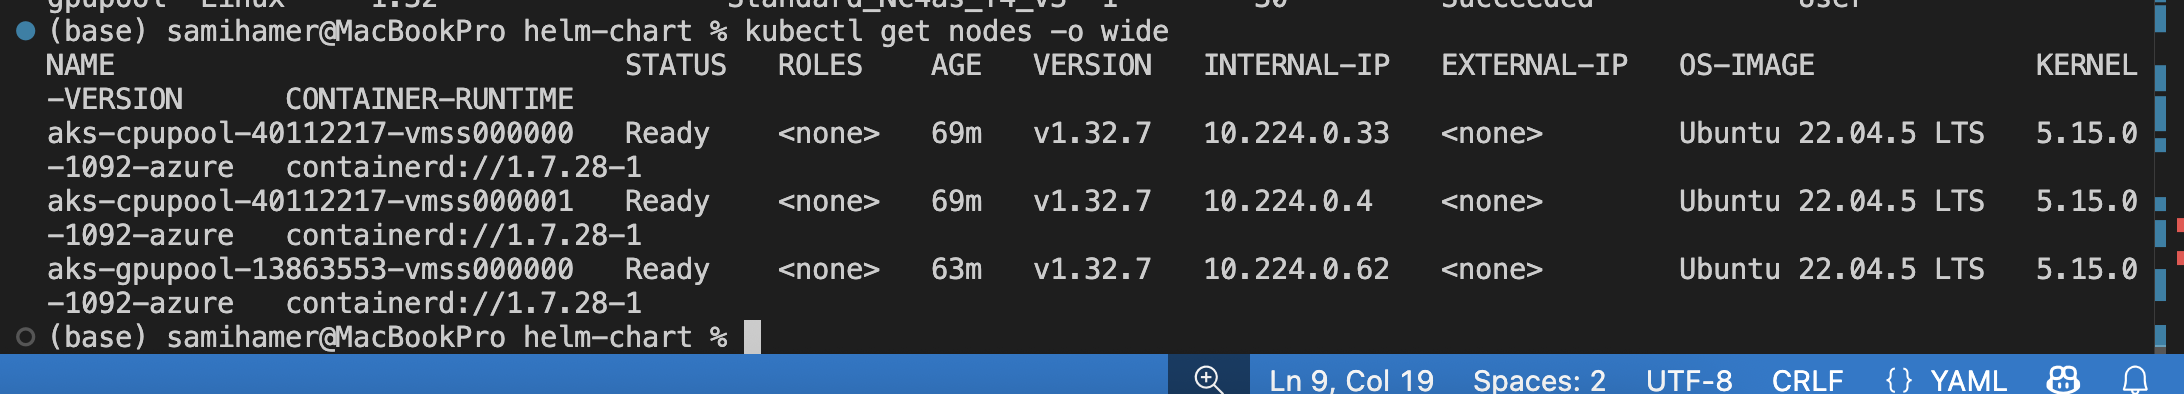 gpupool Linux 1.32 Standard_NC4as_T4_v3 1 30 Succeeded User
(base) samihamer@MacBookPro helm-chart % kubectl get nodes -o wide
NAME STATUS ROLES AGE VERSION INTERNAL-IP EXTERNAL-IP OS-IMAGE KERNEL
-VERSION CONTAINER-RUNTIME
aks-cpupool-40112217-vmss000000 Ready <none> 69m v1.32.7 10.224.0.33 <none> Ubuntu 22.04.5 LTS 5.15.0
-1092-azure containerd://1.7.28-1
aks-cpupool-40112217-vmss000001 Ready <none> 69m v1.32.7 10.224.0.4 <none> Ubuntu 22.04.5 LTS 5.15.0
-1092-azure containerd://1.7.28-1
aks-gpupool-13863553-vmss000000 Ready <none> 63m v1.32.7 10.224.0.62 <none> Ubuntu 22.04.5 LTS 5.15.0
-1092-azure containerd://1.7.28-1
(base) samihamer@MacBookPro helm-chart %
Ln 9, Col 19 Spaces: 2 UTF-8 CRLF {} YAML